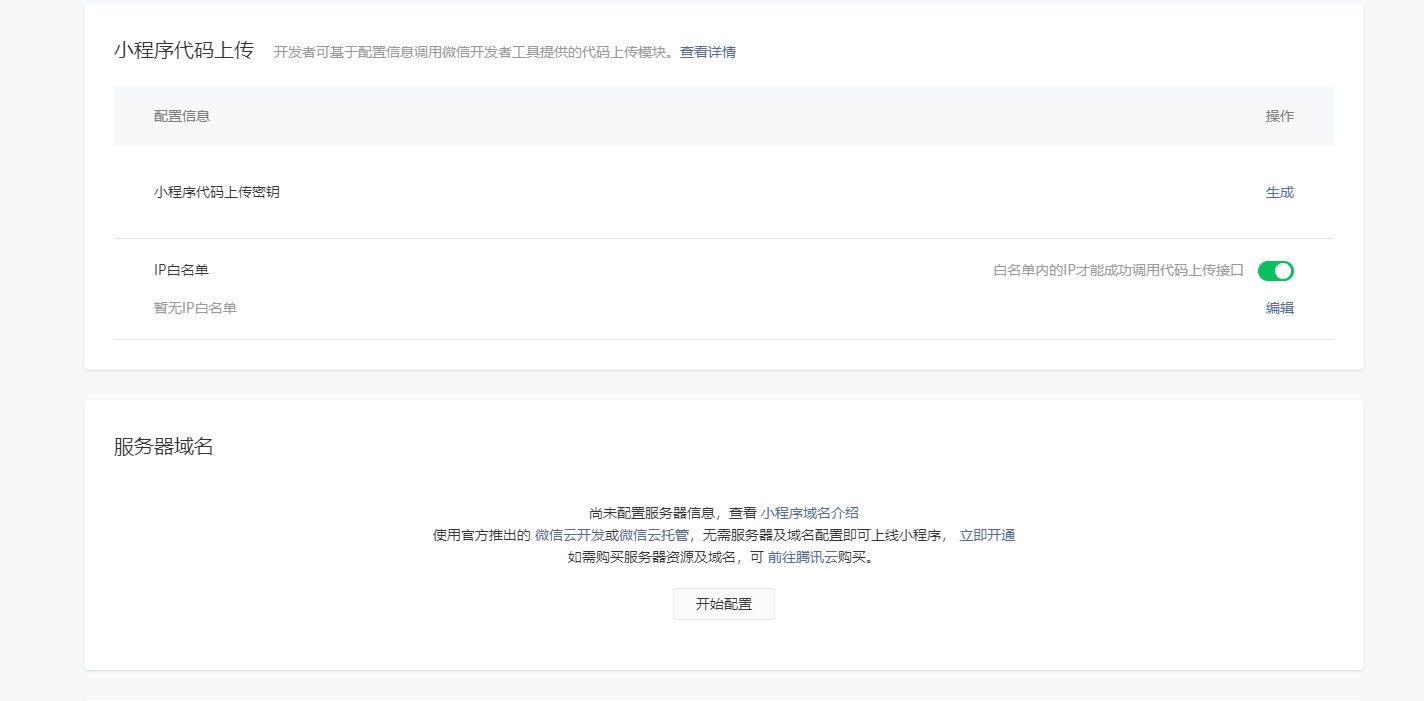 小程序代码上传 开发者可基于配置信息调用微信开发者工具提供的代码上传模块。查看详情
配置信息 操作
小程序代码上传密钥 生成
IP白名单 白名单内的IP才能成功调用代码上传接口
暂无IP白名单 编辑
服务器域名
尚未配置服务器信息，查看 小程序域名介绍
使用官方推出的 微信云开发或微信云托管，无需服务器及域名配置即可上线小程序， 立即开通
如需购买服务器资源及域名，可 前往腾讯云购买。
开始配置